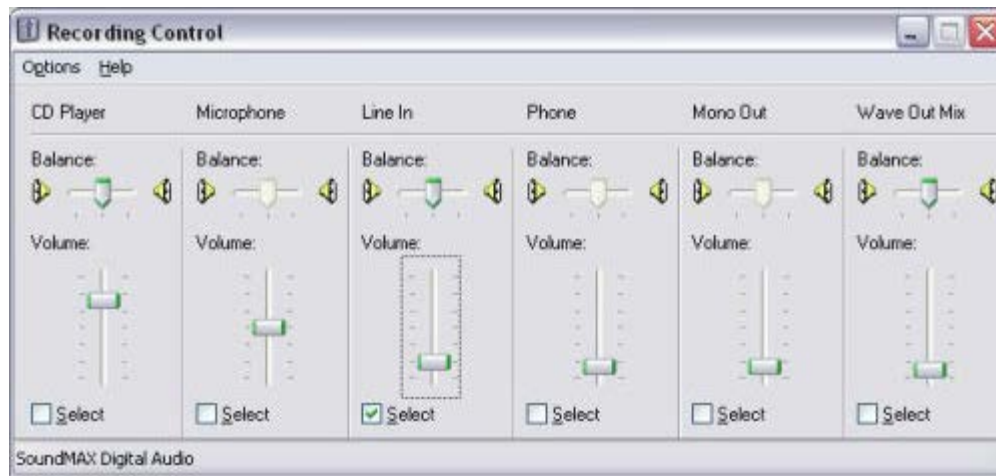 Recording Control
Options Help
CD Player Microphone Line In Phone Mono Out Wave Out Mix
Balance: Balance: Balance: Balance: Balance: Balance:
Volume: Volume: Volume: Volume: Volume: Volume:
Select Select Select Select Select Select
SoundMAX Digital Audio